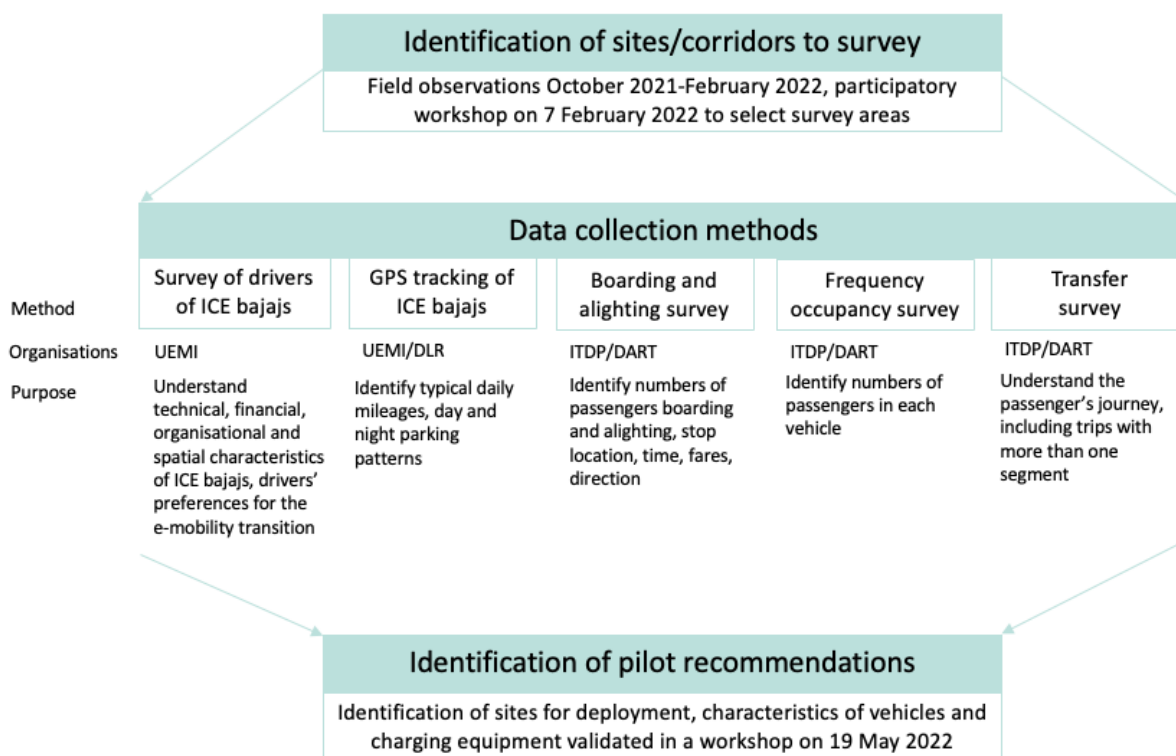 Identification of sites/corridors to survey
Field observations October 2021-February 2022, participatory
workshop on 7 February 2022 to select survey areas
Data collection methods
Method
Survey of drivers
of ICE bajajs
GPS tracking of
ICE bajajs
Boarding and
alighting survey
Frequency
occupancy survey
Transfer
survey
Organisations
UEMI
UEMI/DLR
ITDP/DART
ITDP/DART
ITDP/DART
Purpose
Understand
technical, financial,
organisational and
spatial characteristics
of ICE bajajs, drivers’
preferences for the
e-mobility transition
Identify typical daily
mileages, day and
night parking
patterns
Identify numbers of
passengers boarding
and alighting, stop
location, time, fares,
direction
Identify numbers of
passengers in each
vehicle
Understand the
passenger’s journey,
including trips with
more than one
segment
Identification of pilot recommendations
Identification of sites for deployment, characteristics of vehicles and
charging equipment validated in a workshop on 19 May 2022